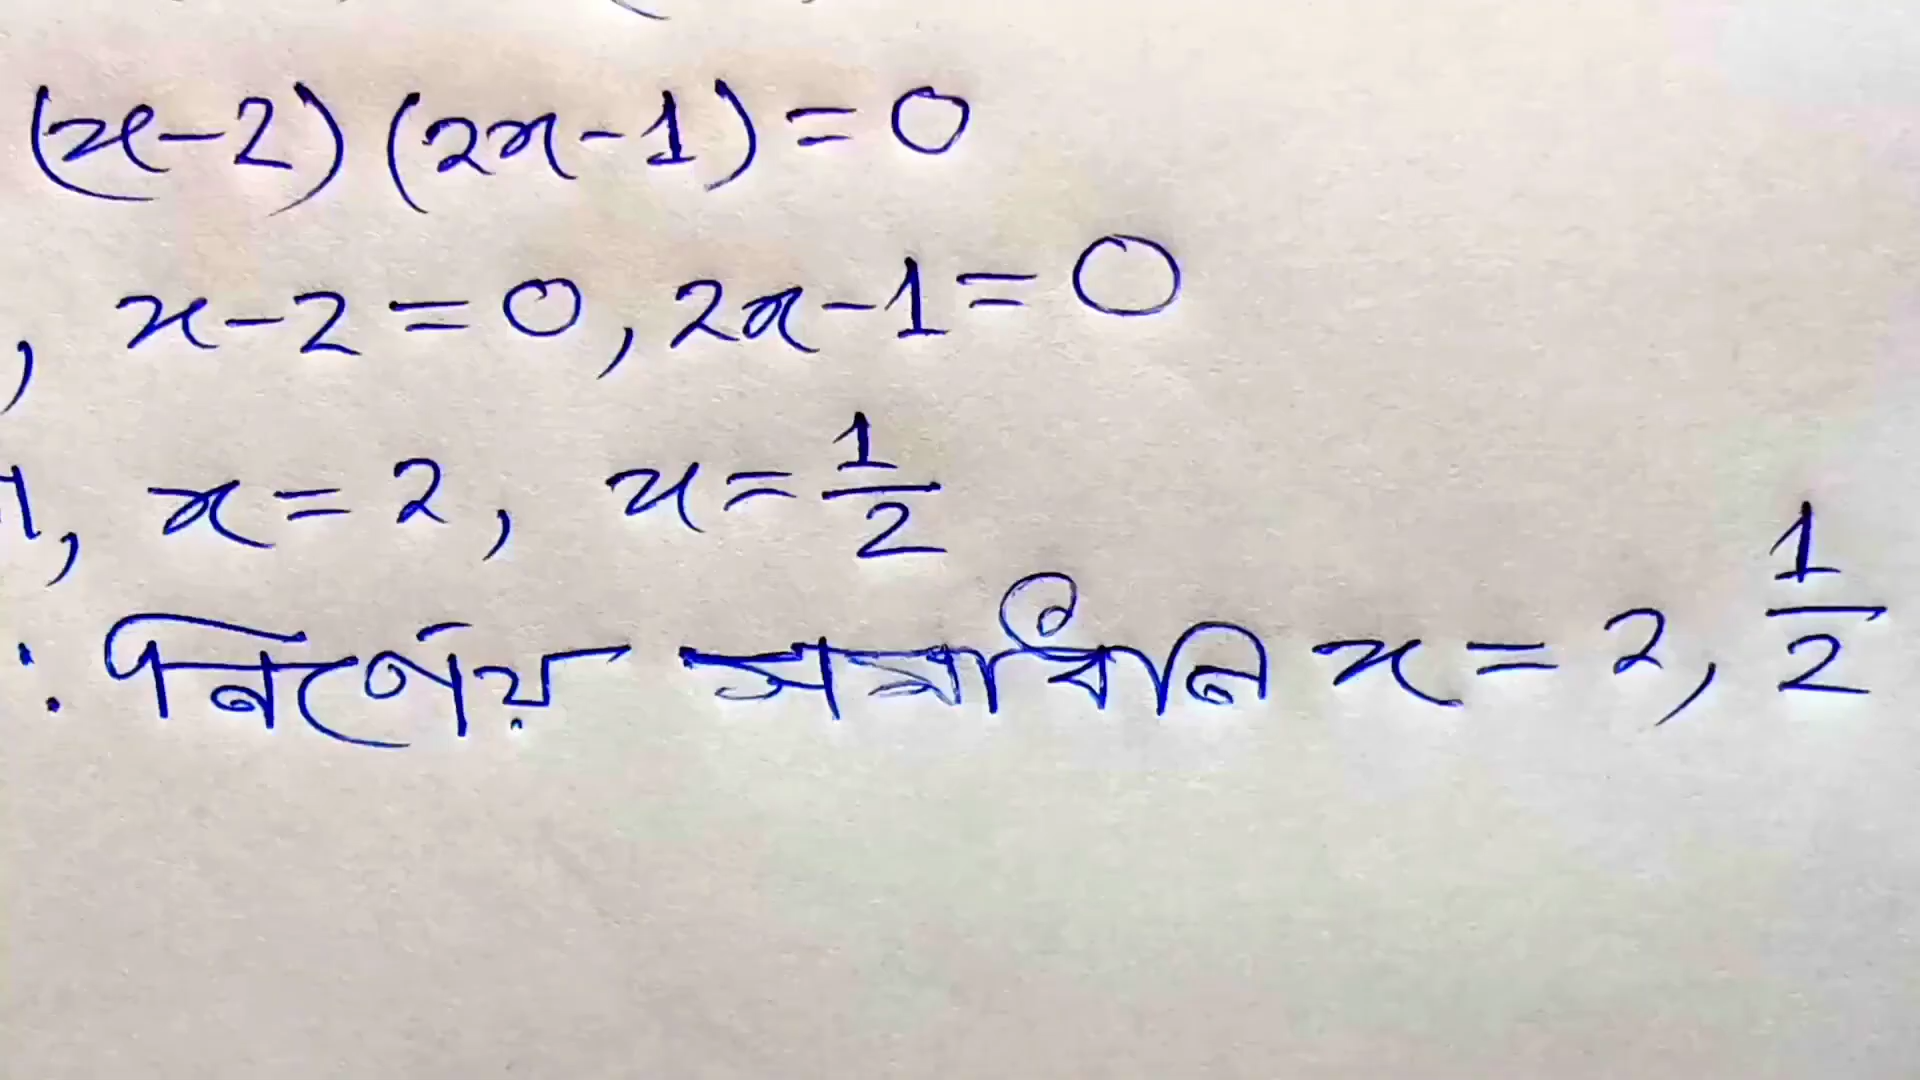 (x-2) (2x-1) = 0
, x-2 = 0, 2x-1 = 0
, x = 2, x = 1/2
: নির্ণেয় সমাধান x = 2, 1/2